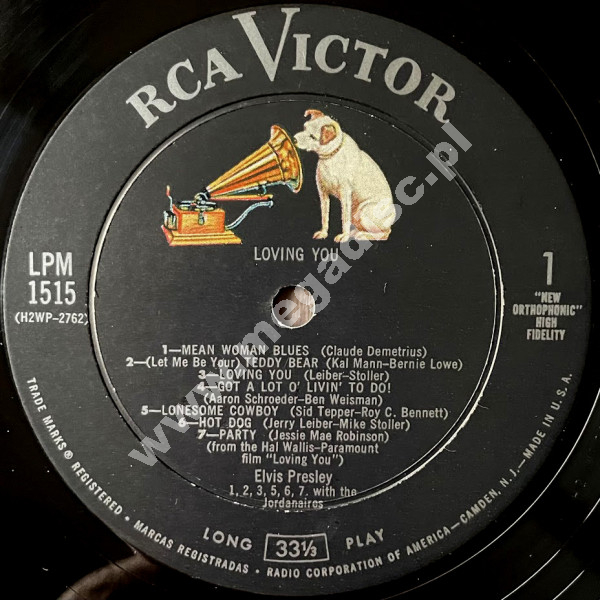 RCA VICTOR
LOVING YOU
LPM
1515
(H2WP-2762)
1
"NEW
ORTHOPHONIC"
HIGH
FIDELITY
1—MEAN WOMAN BLUES (Claude Demetrius)
2—(Let Me Be Your) TEDDY BEAR (Kal Mann-Bernie Lowe)
3—LOVING YOU (Leiber-Stoller)
—GOT A LOT O' LIVIN' TO DO!
(Aaron Schroeder-Ben Weisman)
5—LONESOME COWBOY (Sid Tepper-Roy C. Bennett)
HOT DOG (Jerry Leiber-Mike Stoller)
7—PARTY (Jessie Mae Robinson)
(from the Hal Wallis-Paramount
film "Loving You")
Elvis Presley
1, 2, 3, 5, 6, 7. with the
Jordanaires
LONG 33⅓ PLAY
TRADE MARKS ® REGISTERED • MARCAS REGISTRADAS • RADIO CORPORATION OF AMERICA—CAMDEN, N. J.—MADE IN U.S.A.
www.megadisc.pl